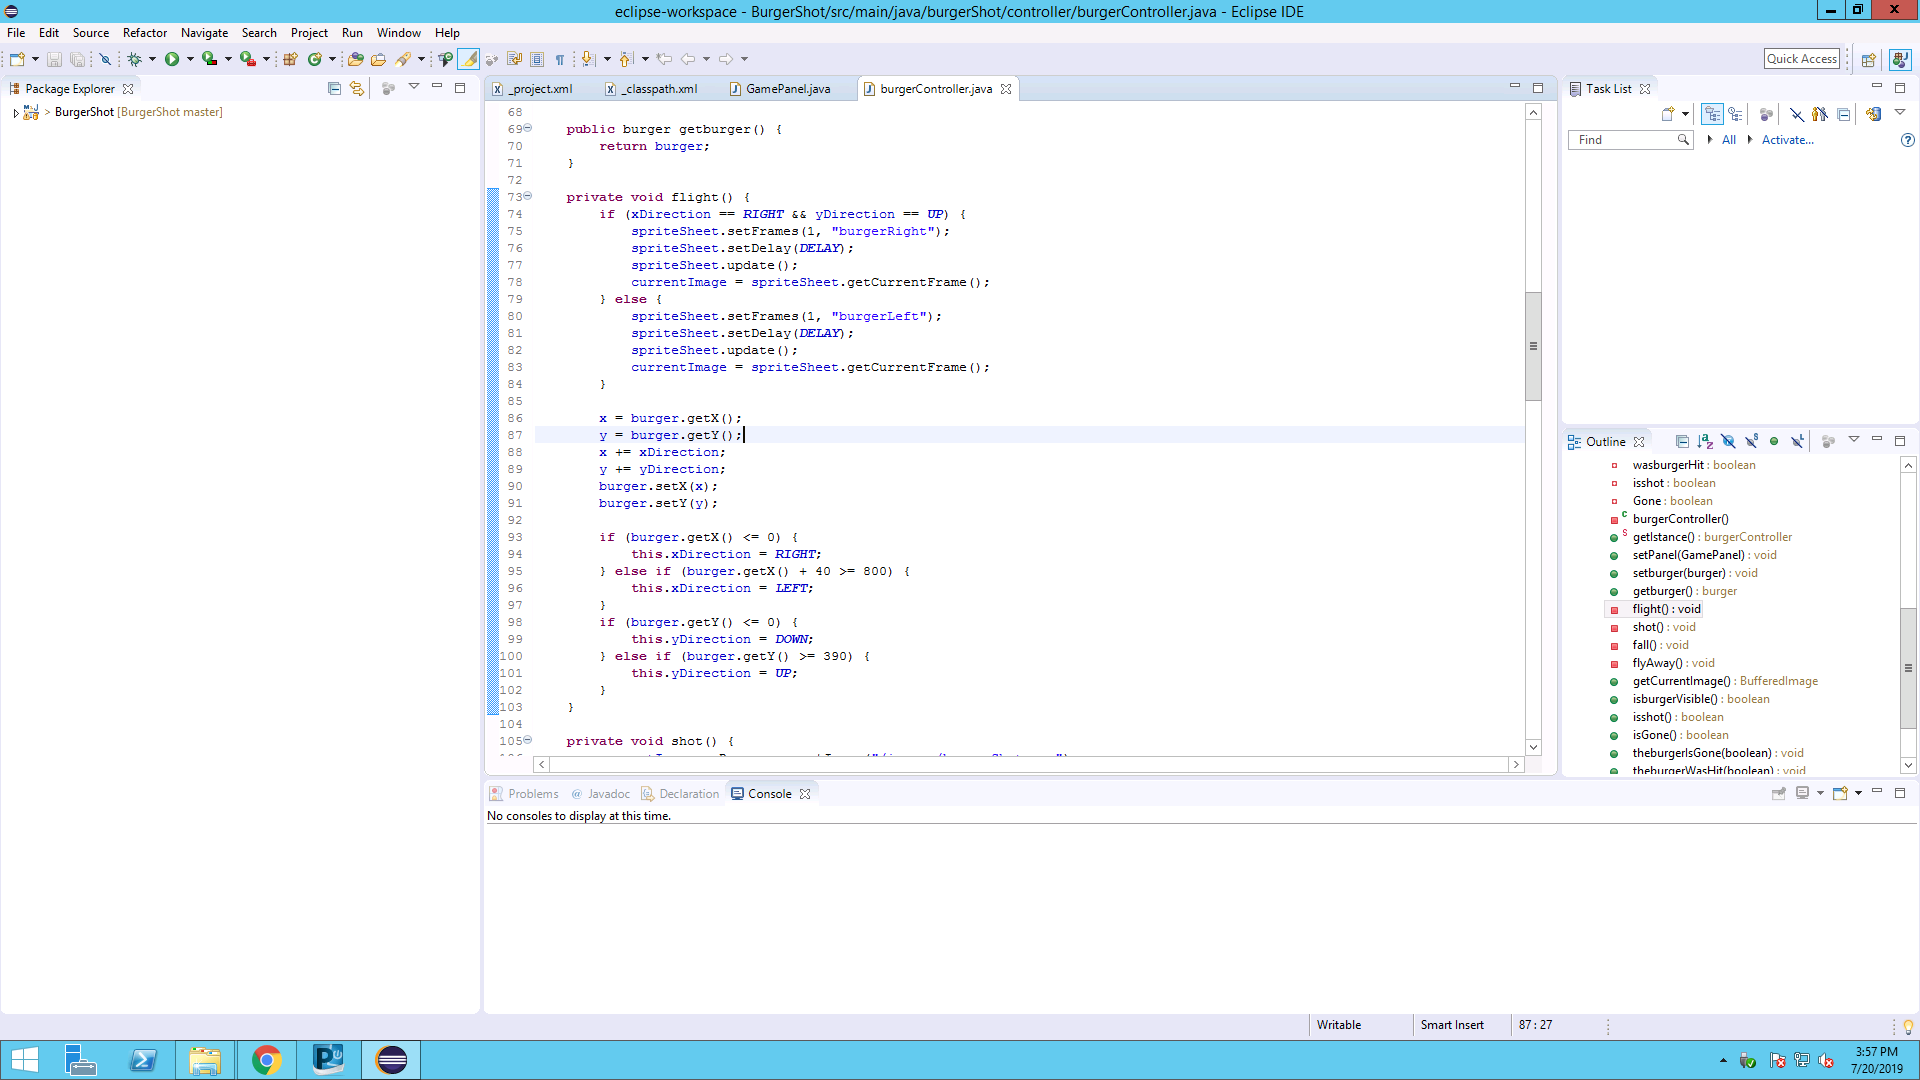 eclipse-workspace - BurgerShot/src/main/java/burgerShot/controller/burgerController.java - Eclipse IDE
File Edit Source Refactor Navigate Search Project Run Window Help
Quick Access
Package Explorer
> BurgerShot [BurgerShot master]
_project.xml _classpath.xml GamePanel.java burgerController.java
68
69 public burger getburger() {
70 return burger;
71 }
72
73 private void flight() {
74 if (xDirection == RIGHT && yDirection == UP) {
75 spriteSheet.setFrames(1, "burgerRight");
76 spriteSheet.setDelay(DELAY);
77 spriteSheet.update();
78 currentImage = spriteSheet.getCurrentFrame();
79 } else {
80 spriteSheet.setFrames(1, "burgerLeft");
81 spriteSheet.setDelay(DELAY);
82 spriteSheet.update();
83 currentImage = spriteSheet.getCurrentFrame();
84 }
85
86 x = burger.getX();
87 y = burger.getY();
88 x += xDirection;
89 y += yDirection;
90 burger.setX(x);
91 burger.setY(y);
92
93 if (burger.getX() <= 0) {
94 this.xDirection = RIGHT;
95 } else if (burger.getX() + 40 >= 800) {
96 this.xDirection = LEFT;
97 }
98 if (burger.getY() <= 0) {
99 this.yDirection = DOWN;
100 } else if (burger.getY() >= 390) {
101 this.yDirection = UP;
102 }
103 }
104
105 private void shot() {
Task List
Find All Activate...
Outline
wasburgerHit : boolean
isshot : boolean
Gone : boolean
burgerController()
getIstance() : burgerController
setPanel(GamePanel) : void
setburger(burger) : void
getburger() : burger
flight() : void
shot() : void
fall() : void
flyAway() : void
getCurrentImage() : BufferedImage
isburgerVisible() : boolean
isshot() : boolean
isGone() : boolean
theburgerIsGone(boolean) : void
theburgerWasHit(boolean) : void
Problems Javadoc Declaration Console
No consoles to display at this time.
Writable Smart Insert 87 : 27
3:57 PM
7/20/2019